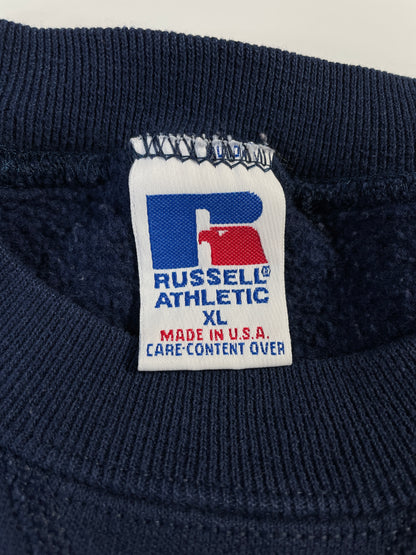 RUSSELL®
ATHLETIC
XL
MADE IN U.S.A.
CARE-CONTENT OVER